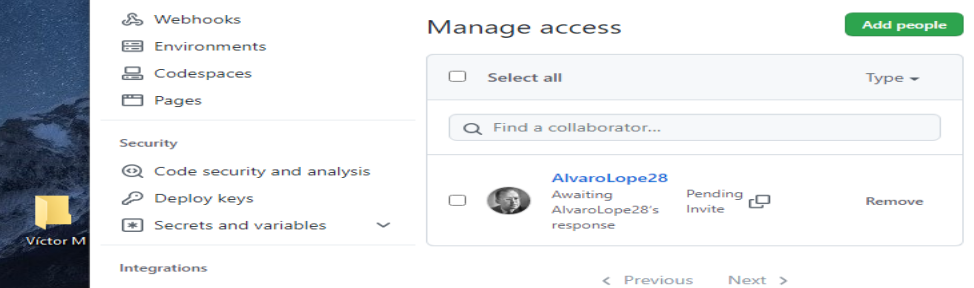 Webhooks
Environments
Codespaces
Pages
Security
Code security and analysis
Deploy keys
Secrets and variables
Integrations
Víctor M
Manage access
Add people
Select all
Type
Find a collaborator...
AlvaroLope28
Awaiting
AlvaroLope28's
response
Pending
Invite
Remove
Previous
Next